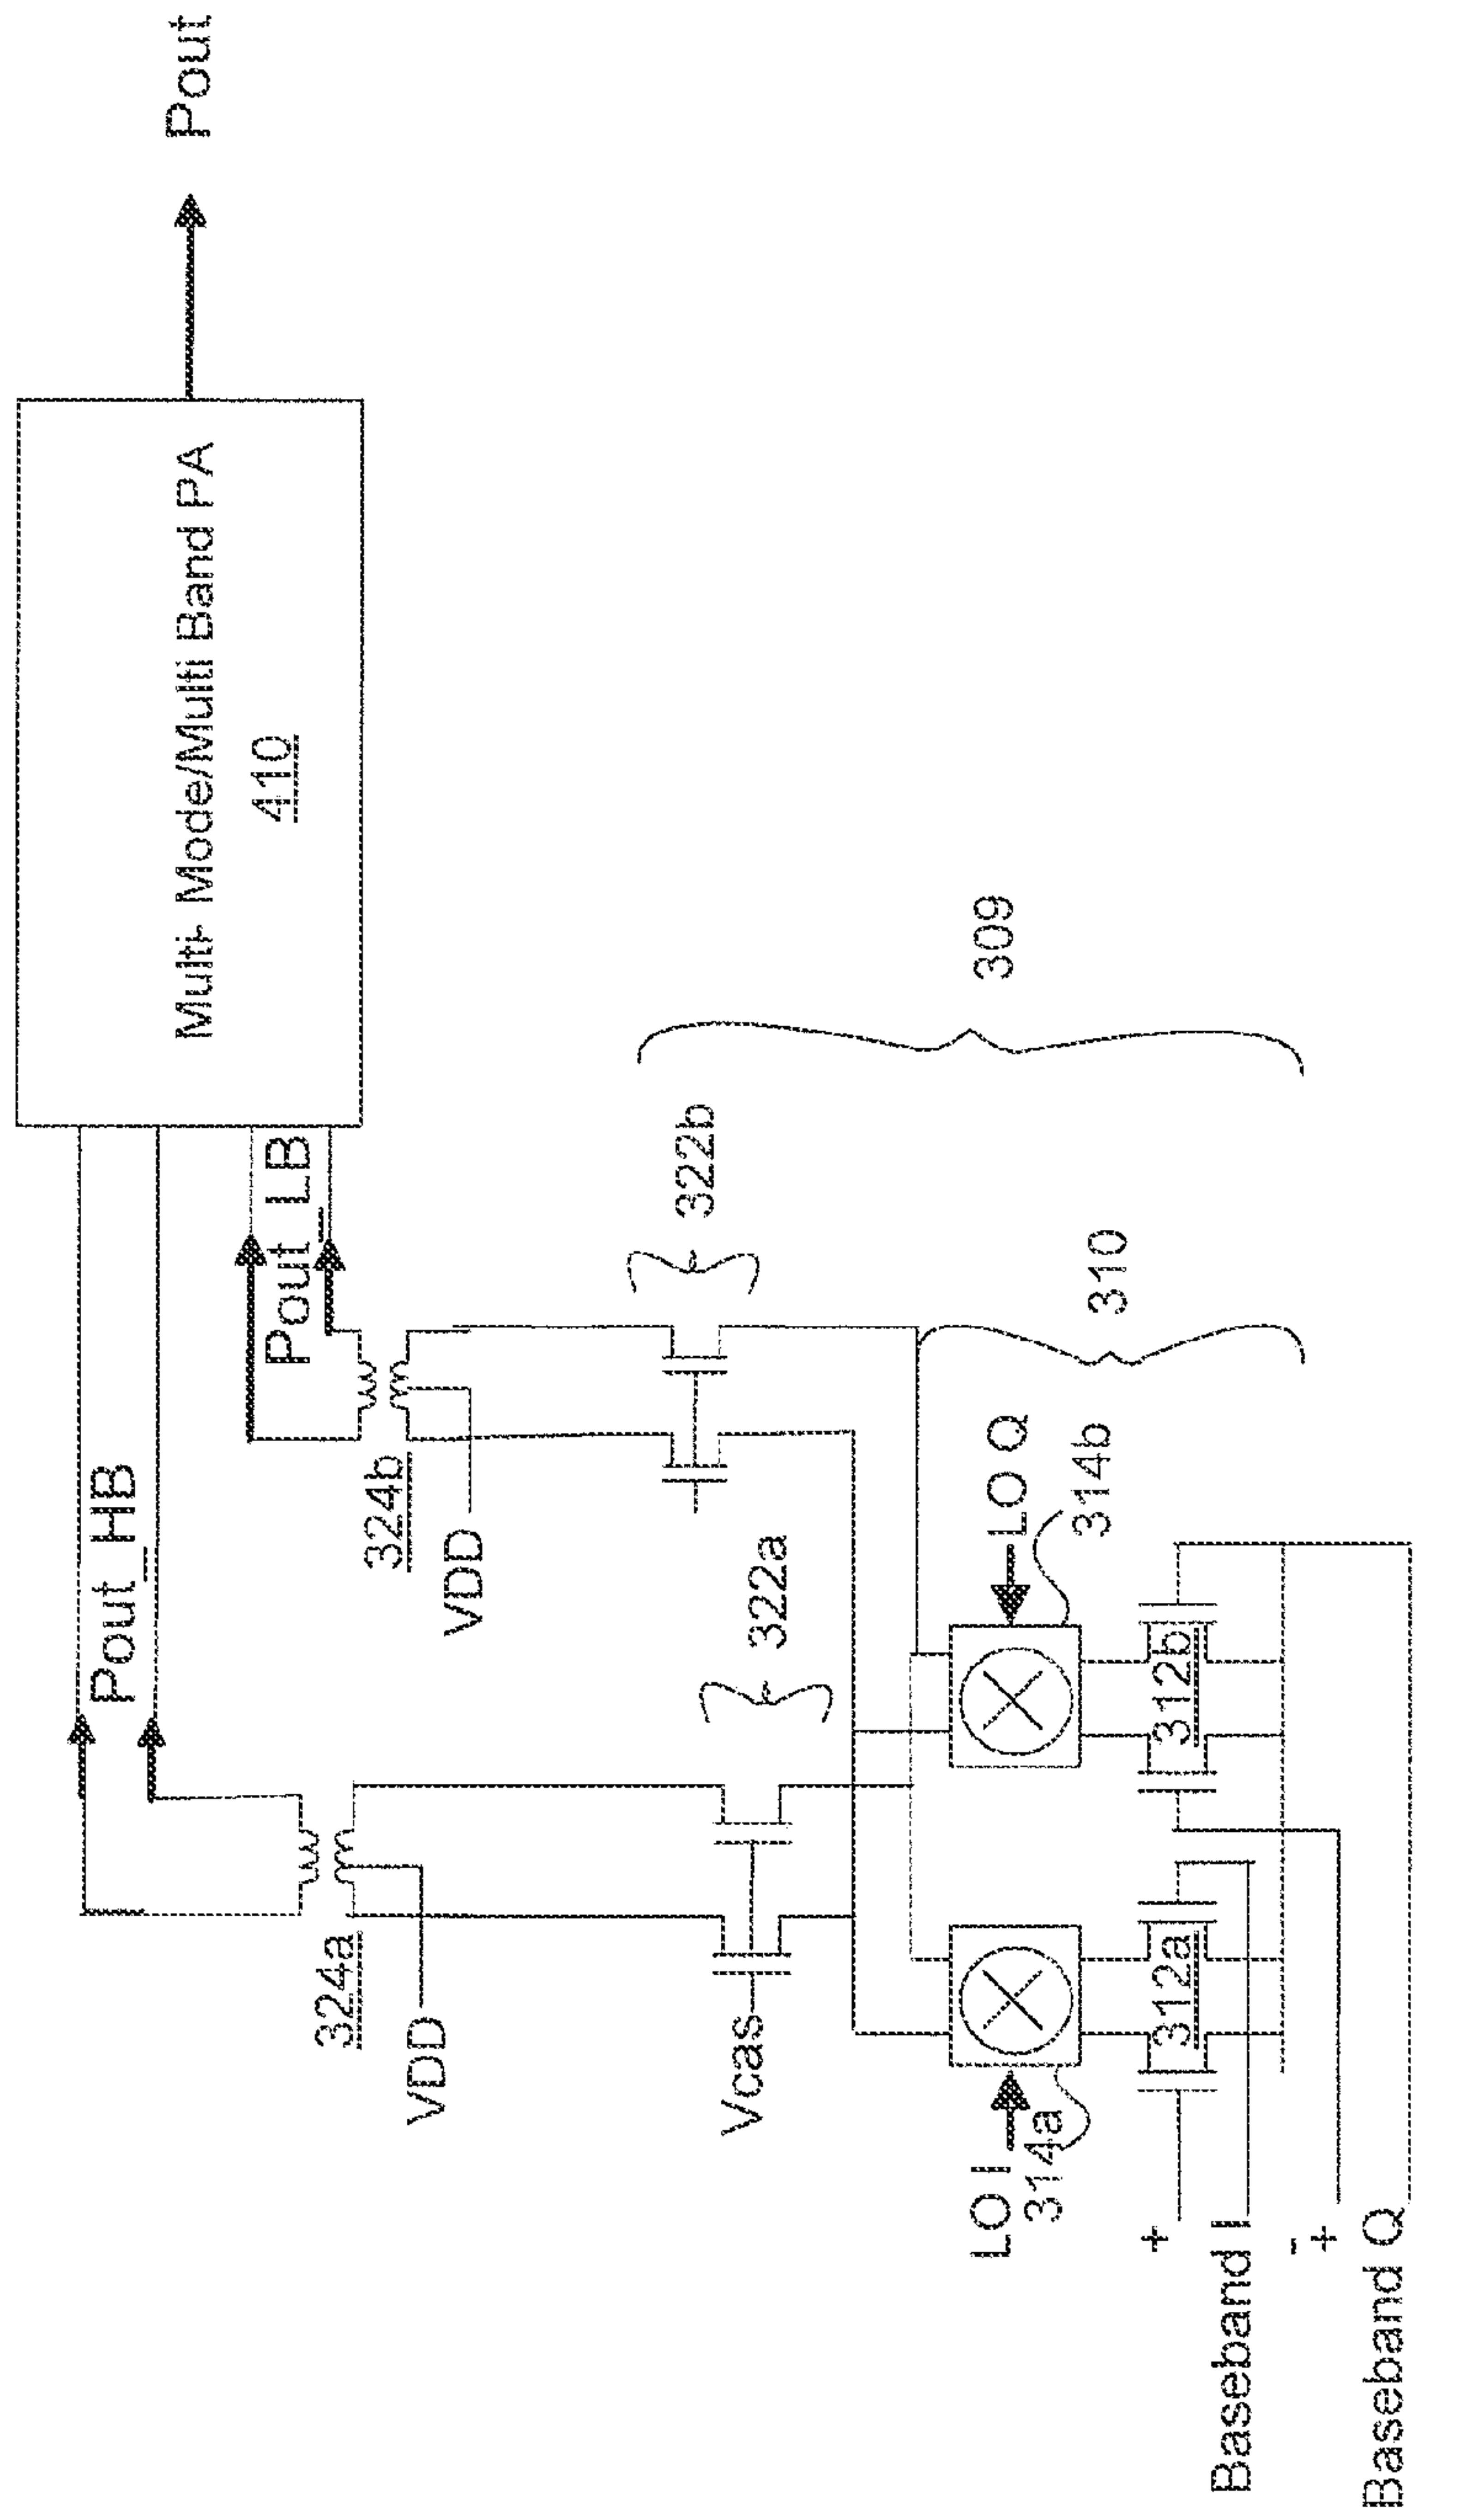 Pout
Multi- Mode/Multi Band PA
410
Pout_HB
Pout_LB
324a
324b
VDD
VDD
322a
322b
309
Vcas
310
LO I
314a
LO Q
314b
312a
312b
+
Baseband I
-
+
Baseband Q